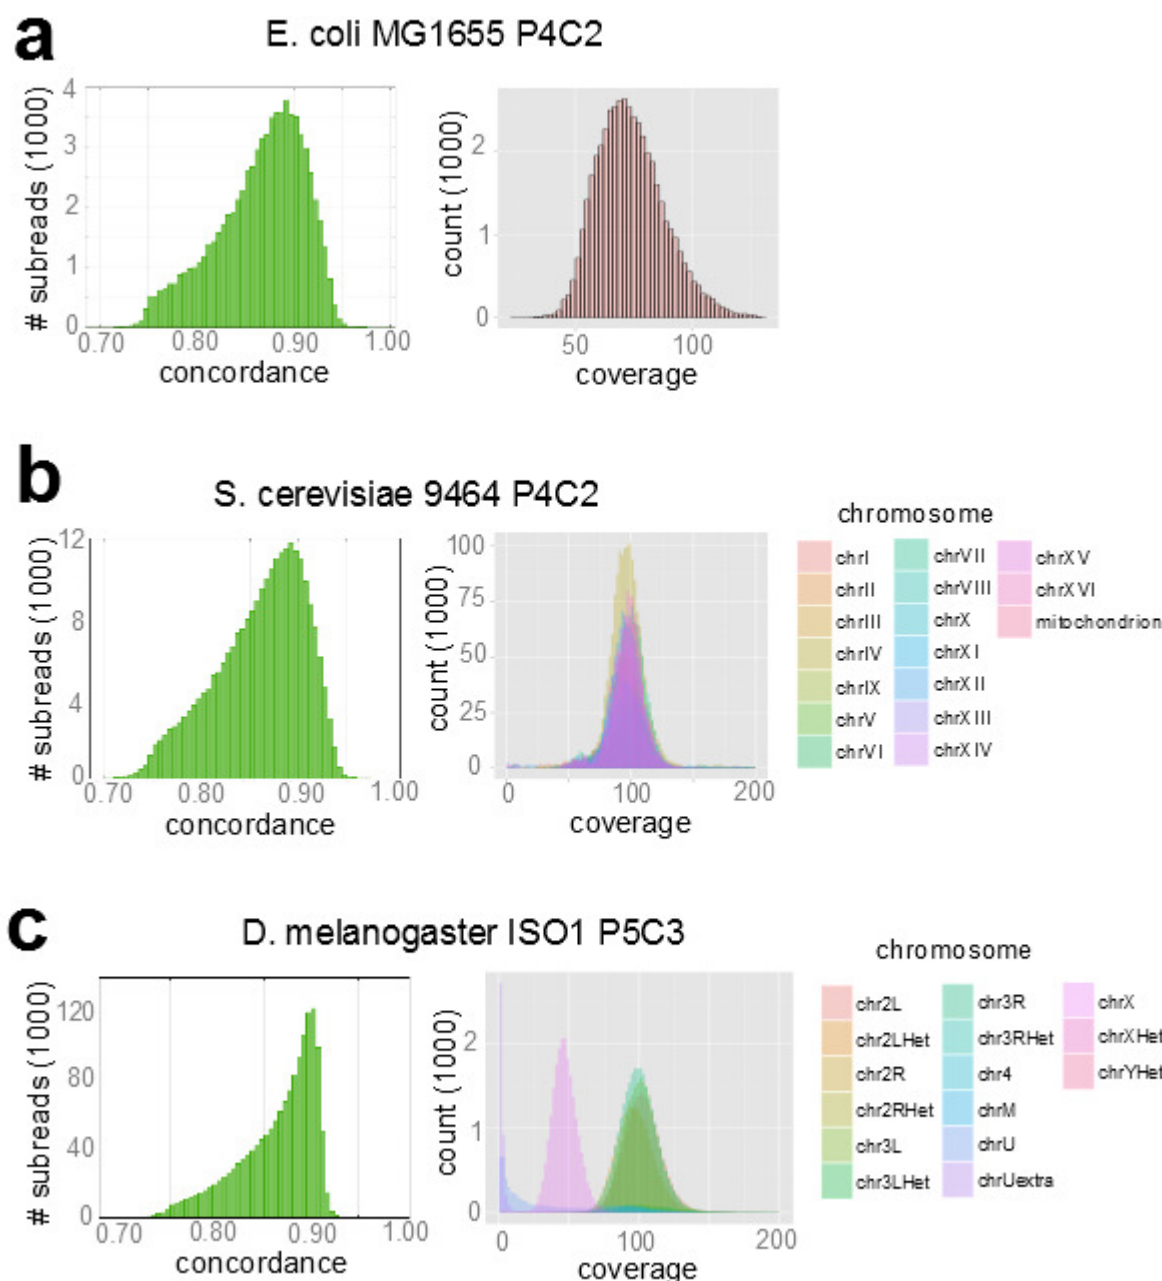 a
E. coli MG1655 P4C2
# subreads (1000)
4
3
2
1
0
0.70 0.80 0.90 1.00
concordance
count (1000)
2
1
0
50 100
coverage
b
S. cerevisiae 9464 P4C2
# subreads (1000)
12
8
4
0
0.70 0.80 0.90 1.00
concordance
count (1000)
100
75
50
25
0
0 100 200
coverage
chromosome
chrI
chrII
chrIII
chrIV
chrIX
chrV
chrVI
chrVII
chrVIII
chrX
chrXI
chrXII
chrXIII
chrXIV
chrXV
chrXVI
mitochondrion
c
D. melanogaster ISO1 P5C3
# subreads (1000)
120
80
40
0
0.70 0.80 0.90 1.00
concordance
count (1000)
2
1
0
0 100 200
coverage
chromosome
chr2L
chr2LHet
chr2R
chr2RHet
chr3L
chr3LHet
chr3R
chr3RHet
chr4
chrM
chrU
chrUextra
chrX
chrXHet
chrYHet